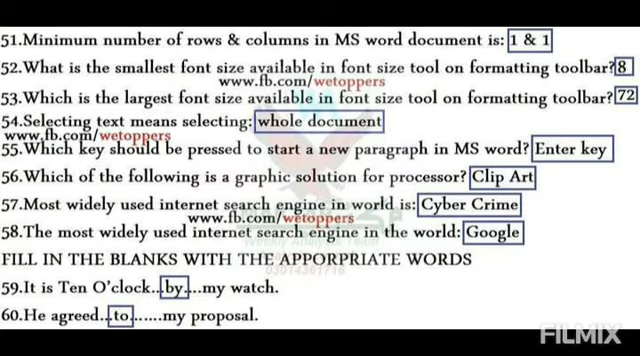 51.Minimum number of rows & columns in MS word document is: 1 & 1
52.What is the smallest font size available in font size tool on formatting toolbar? 8
www.fb.com/wetoppers
53.Which is the largest font size available in font size tool on formatting toolbar? 72
54.Selecting text means selecting: whole document
www.fb.com/wetoppers
55.Which key should be pressed to start a new paragraph in MS word? Enter key
56.Which of the following is a graphic solution for processor? Clip Art
57.Most widely used internet search engine in world is: Cyber Crime
www.fb.com/wetoppers
58.The most widely used internet search engine in the world: Google
Weekly Analysis Team
FILL IN THE BLANKS WITH THE APPORPRIATE WORDS
03014361716
59.It is Ten O'clock...by....my watch.
60.He agreed...to.......my proposal.
FILMIX